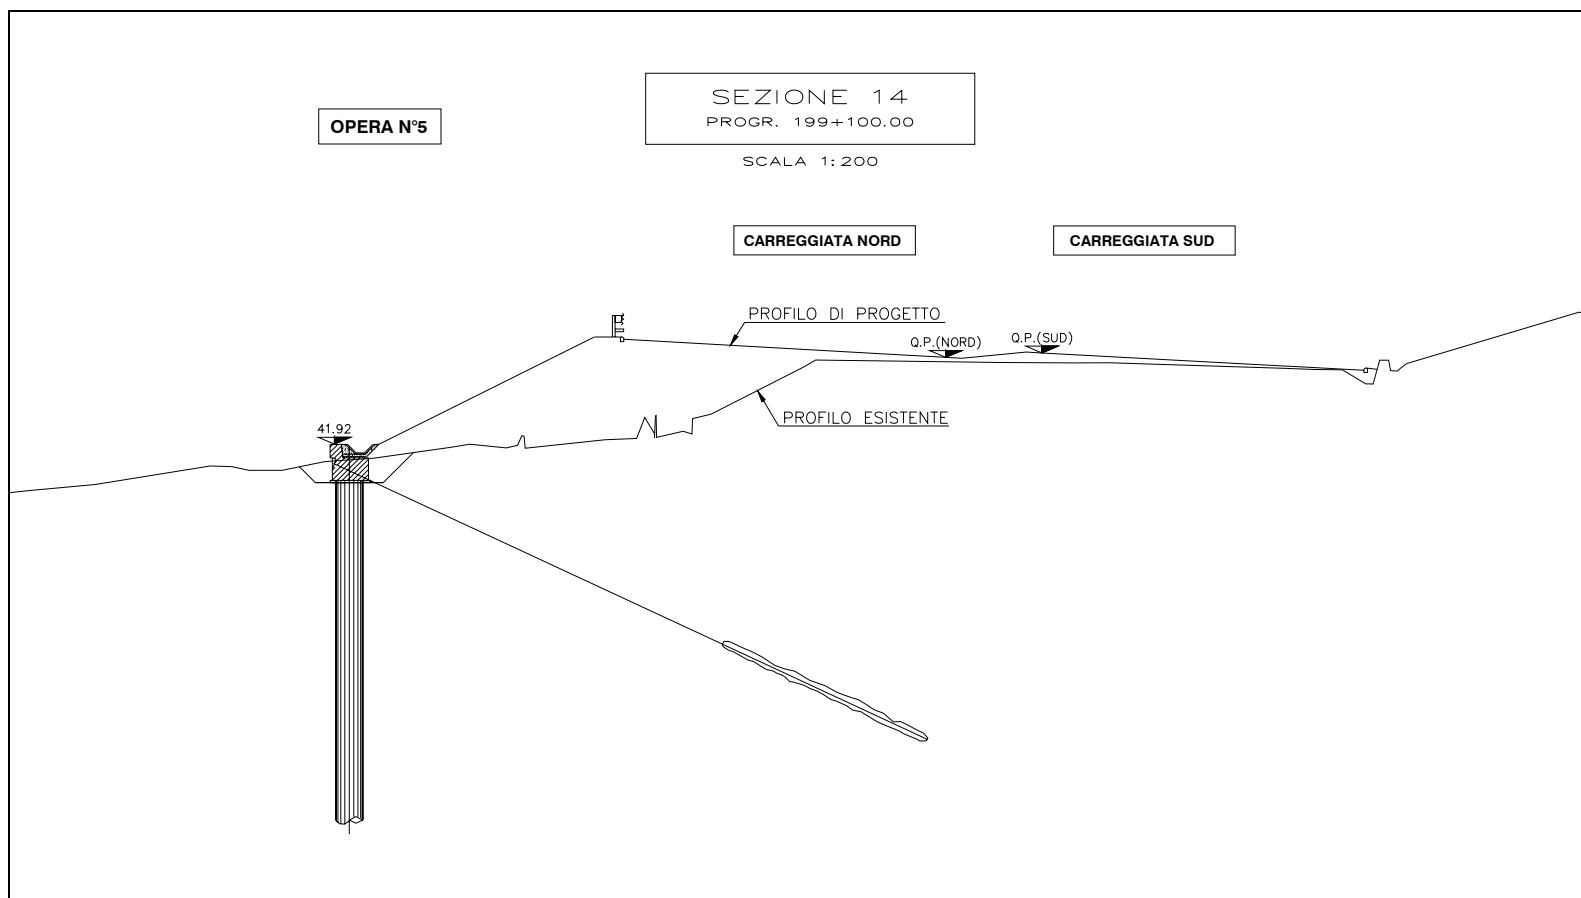 SEZIONE 14
PROGR. 199+100.00
OPERA N°5
SCALA 1:200
CARREGGIATA NORD
CARREGGIATA SUD
PROFILO DI PROGETTO
Q.P.(NORD)
Q.P.(SUD)
PROFILO ESISTENTE
41.92